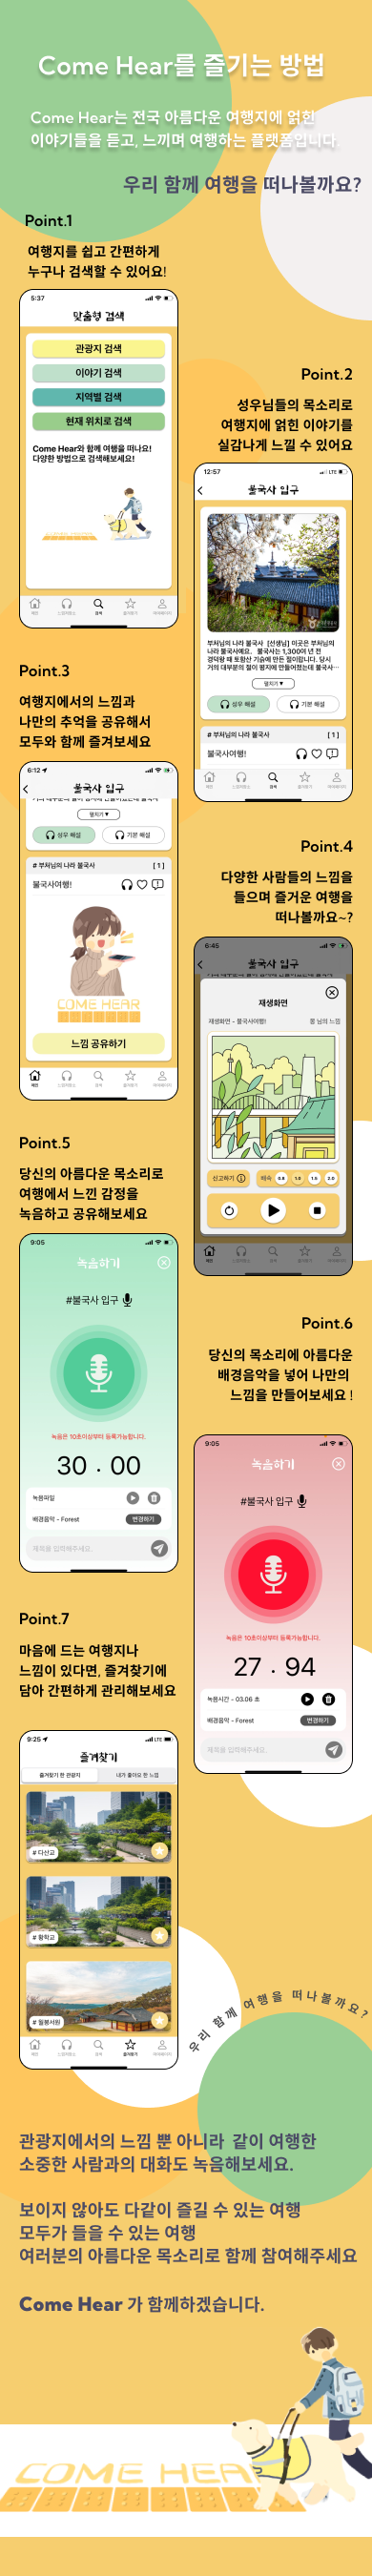 Come Hear를 즐기는 방법
Come Hear는 전국 아름다운 여행지에 얽힌
이야기들을 듣고, 느끼며 여행하는 플랫폼입니다.
우리 함께 여행을 떠나볼까요?
Point.1
여행지를 쉽고 간편하게
누구나 검색할 수 있어요!
5:37
맞춤형 검색
관광지 검색
이야기 검색
지역별 검색
현재 위치로 검색
Come Hear와 함께 여행을 떠나요!
다양한 방법으로 검색해보세요!
Point.2
성우님들의 목소리로
여행지에 얽힌 이야기를
실감나게 느낄 수 있어요
12:57
LTE
불국사 입구
부처님의 나라 불국사 [선생님] 이곳은 부처님의
나라 불국사예요. 불국사는 1,300여 년 전
경덕왕 때 토함산 기슭에 만든 절이랍니다. 당시
거의 대부분의 절이 평지에 만들어졌는데 불국사…
펼치기▼
성우 해설
기본 해설
# 부처님의 나라 불국사 [1]
불국사여행!
Point.3
여행지에서의 느낌과
나만의 추억을 공유해서
모두와 함께 즐겨보세요
6:12
불국사 입구
펼치기▼
성우 해설
기본 해설
# 부처님의 나라 불국사 [1]
불국사여행!
COME HEAR
느낌 공유하기
Point.4
다양한 사람들의 느낌을
들으며 즐거운 여행을
떠나볼까요~?
6:45
불국사 입구
재생화면
재생화면 - 불국사여행!
봄 님의 느낌
신고하기
배속 0.8 1.0 1.5 2.0
Point.5
당신의 아름다운 목소리로
여행에서 느낀 감정을
녹음하고 공유해보세요
9:05
녹음하기
#불국사 입구
녹음은 10초이상부터 등록가능합니다.
30 . 00
녹음파일
배경음악 - Forest
변경하기
제목을 입력해주세요.
Point.6
당신의 목소리에 아름다운
배경음악을 넣어 나만의
느낌을 만들어보세요 !
9:05
녹음하기
#불국사 입구
녹음은 10초이상부터 등록가능합니다.
27 . 94
녹음시간 - 03.06 초
배경음악 - Forest
변경하기
제목을 입력해주세요.
Point.7
마음에 드는 여행지나
느낌이 있다면, 즐겨찾기에
담아 간편하게 관리해보세요
9:25
LTE
즐겨찾기
즐겨찾기 한 관광지
내가 좋아요 한 느낌
# 다산교
# 황학교
# 월봉서원
우리 함께 여행을 떠나볼까요?
관광지에서의 느낌 뿐 아니라 같이 여행한
소중한 사람과의 대화도 녹음해보세요.
보이지 않아도 다같이 즐길 수 있는 여행
모두가 들을 수 있는 여행
여러분의 아름다운 목소리로 함께 참여해주세요
Come Hear 가 함께하겠습니다.
COME HEA